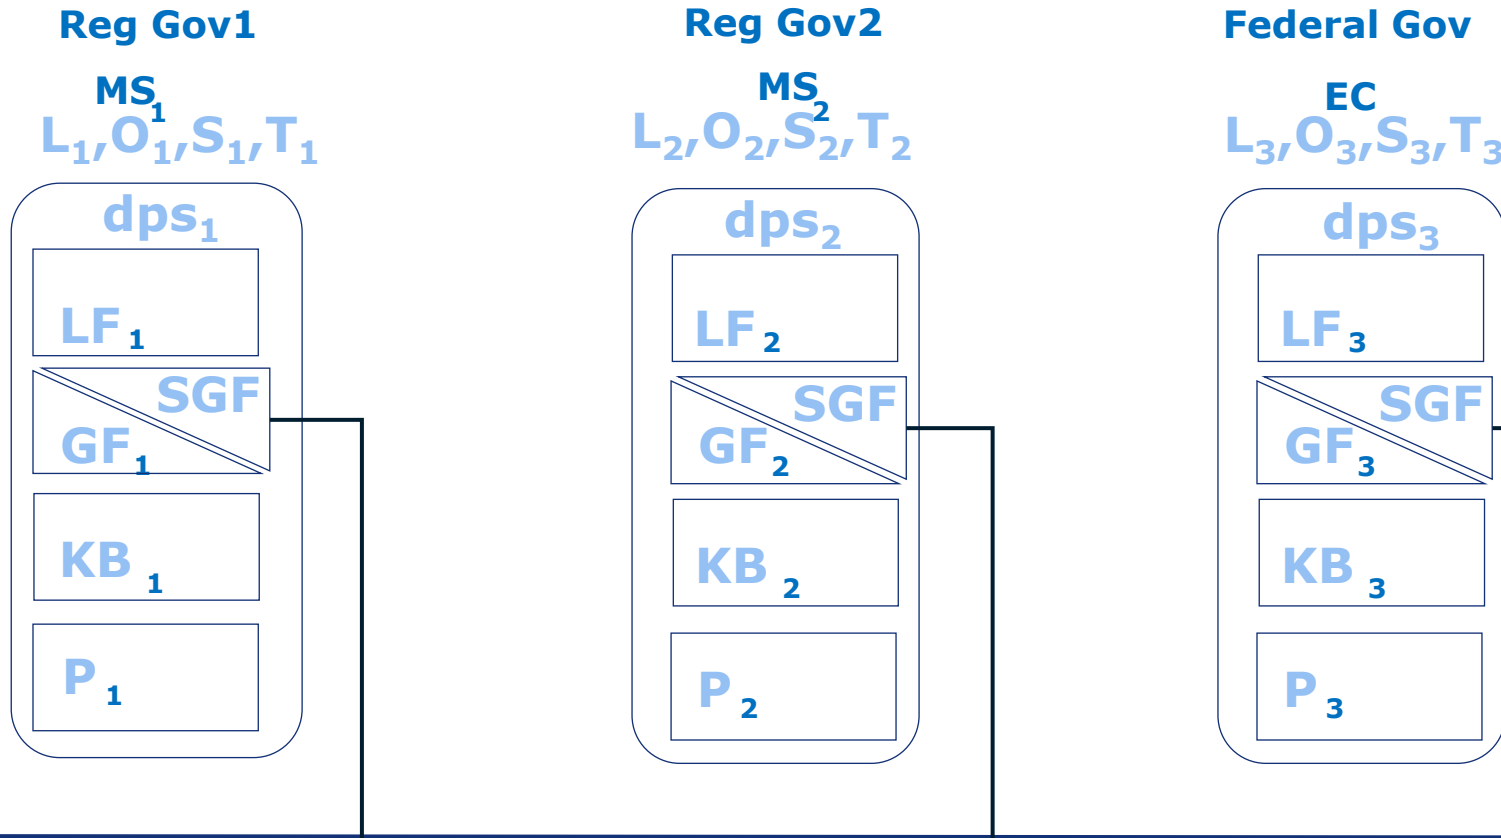 Reg Gov1
MS1
L1,O1,S1,T1
dps1
LF1
SGF
GF1
KB1
P1
Reg Gov2
MS2
L2,O2,S2,T2
dps2
LF2
SGF
GF2
KB2
P2
Federal Gov
EC
L3,O3,S3,T3
dps3
LF3
SGF
GF3
KB3
P3